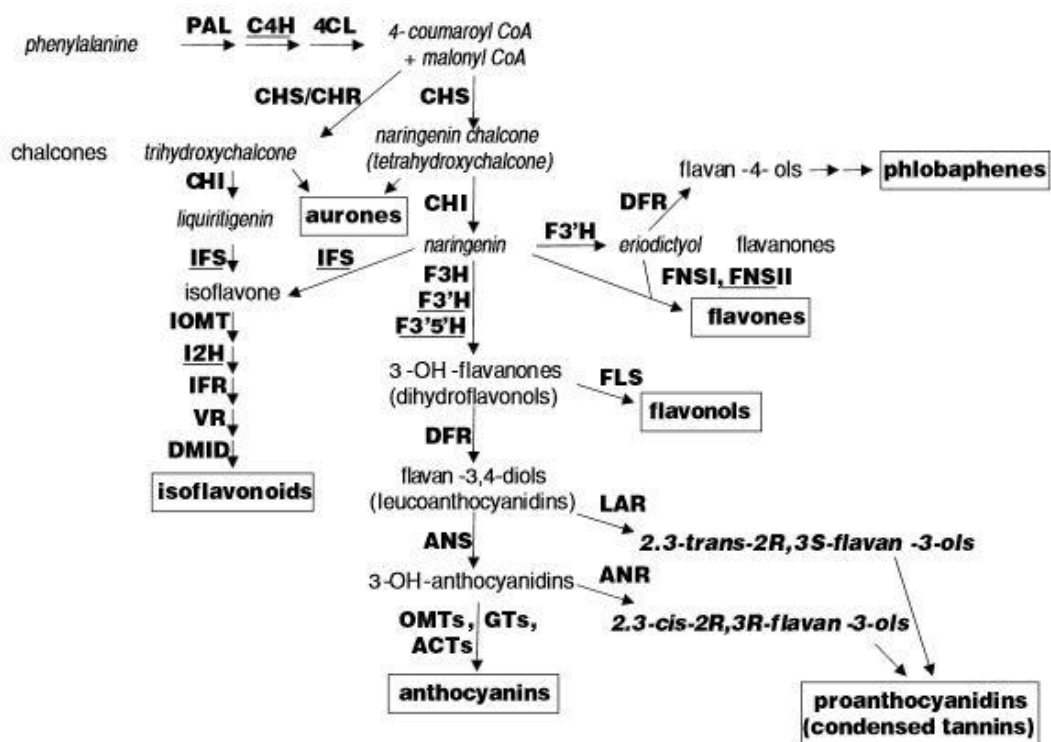 PAL C4H 4CL
phenylalanine
4- coumaroyl CoA
+ malonyl CoA
CHS/CHR
CHS
chalcones
trihydroxychalcone
naringenin chalcone
(tetrahydroxychalcone)
flavan -4- ols
phlobaphenes
CHI
aurones
CHI
DFR
liquiritigenin
naringenin
F3'H
eriodictyol
flavanones
IFS
IFS
FNSI, FNSII
isoflavone
F3H
F3'H
F3'5'H
flavones
IOMT
I2H
IFR
VR
DMID
isoflavonoids
3 -OH -flavanones
(dihydroflavonols)
FLS
flavonols
DFR
flavan -3,4-diols
(leucoanthocyanidins)
LAR
2.3-trans-2R,3S-flavan -3-ols
ANS
3-OH-anthocyanidins
ANR
2.3-cis-2R,3R-flavan -3-ols
OMTs, GTs,
ACTs
anthocyanins
proanthocyanidins
(condensed tannins)